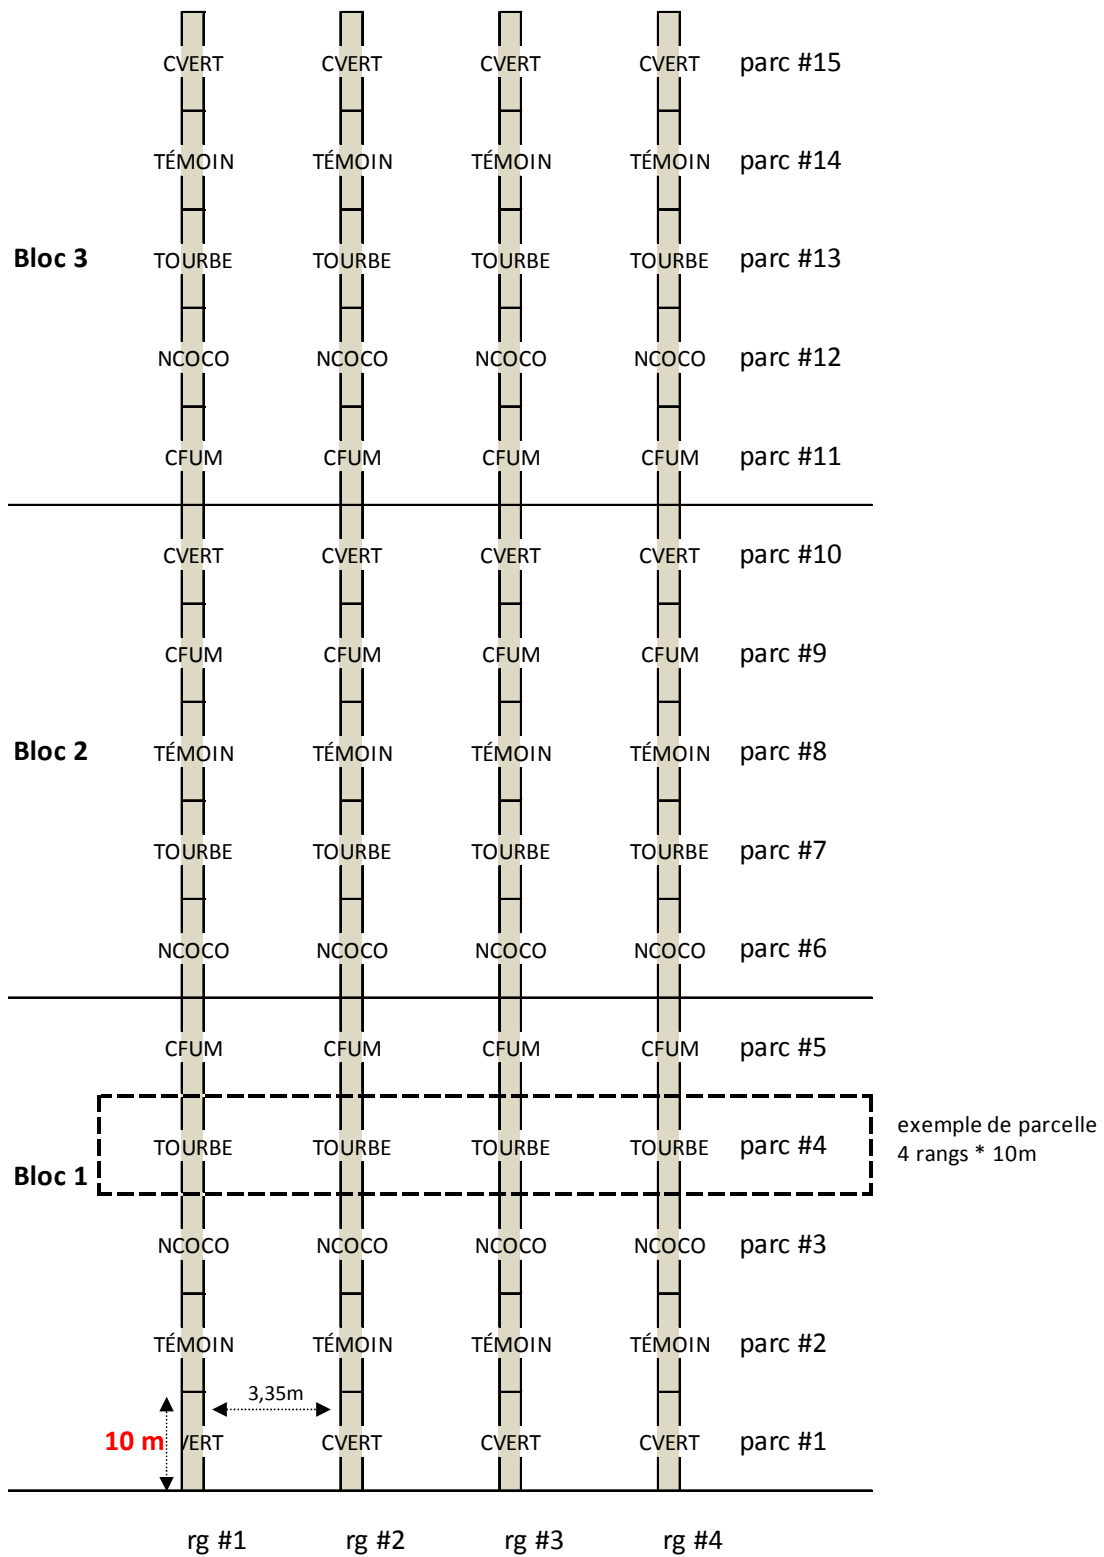 CVERT CVERT CVERT CVERT parc #15
TÉMOIN TÉMOIN TÉMOIN TÉMOIN parc #14
Bloc 3 TOURBE TOURBE TOURBE TOURBE parc #13
NCOCO NCOCO NCOCO NCOCO parc #12
CFUM CFUM CFUM CFUM parc #11
CVERT CVERT CVERT CVERT parc #10
CFUM CFUM CFUM CFUM parc #9
Bloc 2 TÉMOIN TÉMOIN TÉMOIN TÉMOIN parc #8
TOURBE TOURBE TOURBE TOURBE parc #7
NCOCO NCOCO NCOCO NCOCO parc #6
CFUM CFUM CFUM CFUM parc #5
exemple de parcelle
TOURBE TOURBE TOURBE TOURBE parc #4 4 rangs * 10m
Bloc 1
NCOCO NCOCO NCOCO NCOCO parc #3
TÉMOIN TÉMOIN TÉMOIN TÉMOIN parc #2
3,35m
10 m VERT CVERT CVERT CVERT parc #1
rg #1 rg #2 rg #3 rg #4